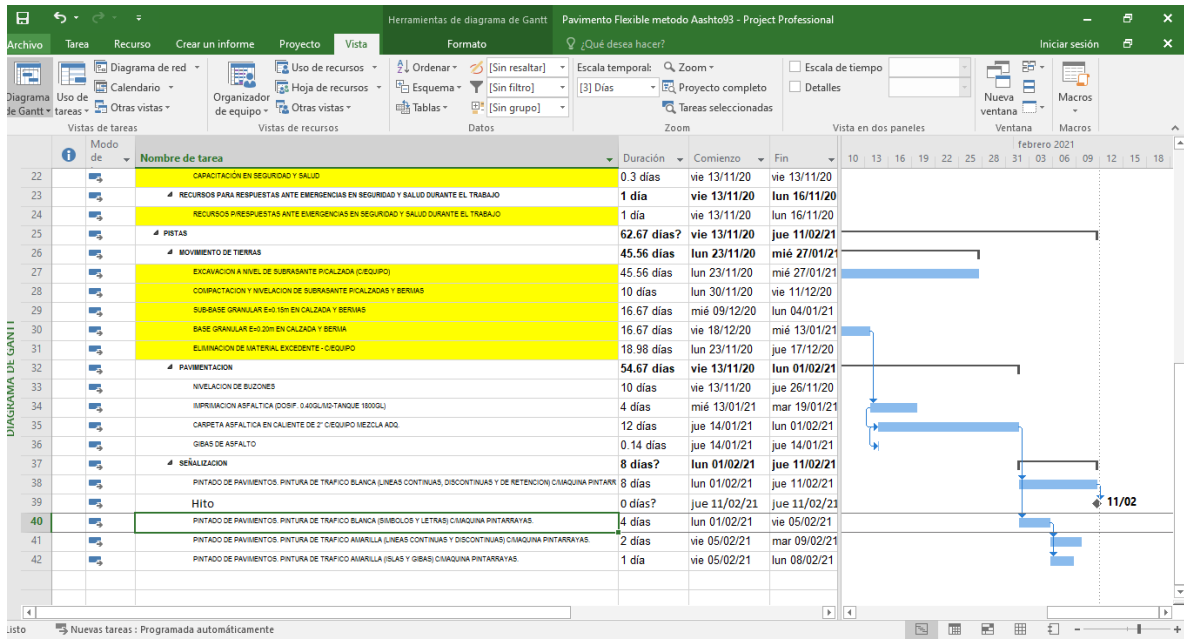 Herramientas de diagrama de Gantt Pavimento Flexible metodo Aashto93 - Project Professional
Archivo Tarea Recurso Crear un informe Proyecto Vista Formato ¿Qué desea hacer? Iniciar sesión
Diagrama de Gantt Uso de tareas Diagrama de red Calendario Otras vistas Organizador de equipo Uso de recursos Hoja de recursos Otras vistas Ordenar Esquema Tablas [Sin resaltar] [Sin filtro] [Sin grupo] Escala temporal: [3] Días Zoom Proyecto completo Tareas seleccionadas Escala de tiempo Detalles Nueva ventana Macros
Vistas de tareas Vistas de recursos Datos Zoom Vista en dos paneles Ventana Macros
Modo de Nombre de tarea Duración Comienzo Fin febrero 2021
10 13 16 19 22 25 28 31 03 06 09 12 15 18
22 CAPACITACIÓN EN SEGURIDAD Y SALUD 0.3 días vie 13/11/20 vie 13/11/20
23 RECURSOS PARA RESPUESTAS ANTE EMERGENCIAS EN SEGURIDAD Y SALUD DURANTE EL TRABAJO 1 día vie 13/11/20 lun 16/11/20
24 RECURSOS P/RESPUESTAS ANTE EMERGENCIAS EN SEGURIDAD Y SALUD DURANTE EL TRABAJO 1 día vie 13/11/20 lun 16/11/20
25 PISTAS 62.67 días? vie 13/11/20 jue 11/02/21
26 MOVIMIENTO DE TIERRAS 45.56 días lun 23/11/20 mié 27/01/21
27 EXCAVACION A NIVEL DE SUBRASANTE P/CALZADA (C/EQUIPO) 45.56 días lun 23/11/20 mié 27/01/21
28 COMPACTACION Y NIVELACION DE SUBRASANTE P/CALZADAS Y BERMAS 10 días lun 30/11/20 vie 11/12/20
29 SUB-BASE GRANULAR E=0.15m EN CALZADA Y BERMAS 16.67 días mié 09/12/20 lun 04/01/21
30 BASE GRANULAR E=0.20m EN CALZADA Y BERMA 16.67 días vie 18/12/20 mié 13/01/21
31 ELIMINACION DE MATERIAL EXCEDENTE - C/EQUIPO 18.98 días lun 23/11/20 jue 17/12/20
32 PAVIMENTACION 54.67 días vie 13/11/20 lun 01/02/21
33 NIVELACION DE BUZONES 10 días vie 13/11/20 jue 26/11/20
34 IMPRIMACION ASFALTICA (DOSIF. 0.40GL/M2-TANQUE 1800GL) 4 días mié 13/01/21 mar 19/01/21
35 CARPETA ASFALTICA EN CALIENTE DE 2" C/EQUIPO MEZCLA ADQ. 12 días jue 14/01/21 lun 01/02/21
36 GIBAS DE ASFALTO 0.14 días jue 14/01/21 jue 14/01/21
37 SEÑALIZACION 8 días? lun 01/02/21 jue 11/02/21
38 PINTADO DE PAVIMENTOS. PINTURA DE TRAFICO BLANCA (LINEAS CONTINUAS, DISCONTINUAS Y DE RETENCION) C/MAQUINA PINTARR 8 días lun 01/02/21 jue 11/02/21
39 Hito 0 días? jue 11/02/21 jue 11/02/21 11/02
40 PINTADO DE PAVIMENTOS. PINTURA DE TRAFICO BLANCA (SIMBOLOS Y LETRAS) C/MAQUINA PINTARRAYAS. 4 días lun 01/02/21 vie 05/02/21
41 PINTADO DE PAVIMENTOS. PINTURA DE TRAFICO AMARILLA (LINEAS CONTINUAS Y DISCONTINUAS) C/MAQUINA PINTARRAYAS. 2 días vie 05/02/21 mar 09/02/21
42 PINTADO DE PAVIMENTOS. PINTURA DE TRAFICO AMARILLA (ISLAS Y GIBAS) C/MAQUINA PINTARRAYAS. 1 día vie 05/02/21 lun 08/02/21
DIAGRAMA DE GANTT
Listo Nuevas tareas : Programada automáticamente